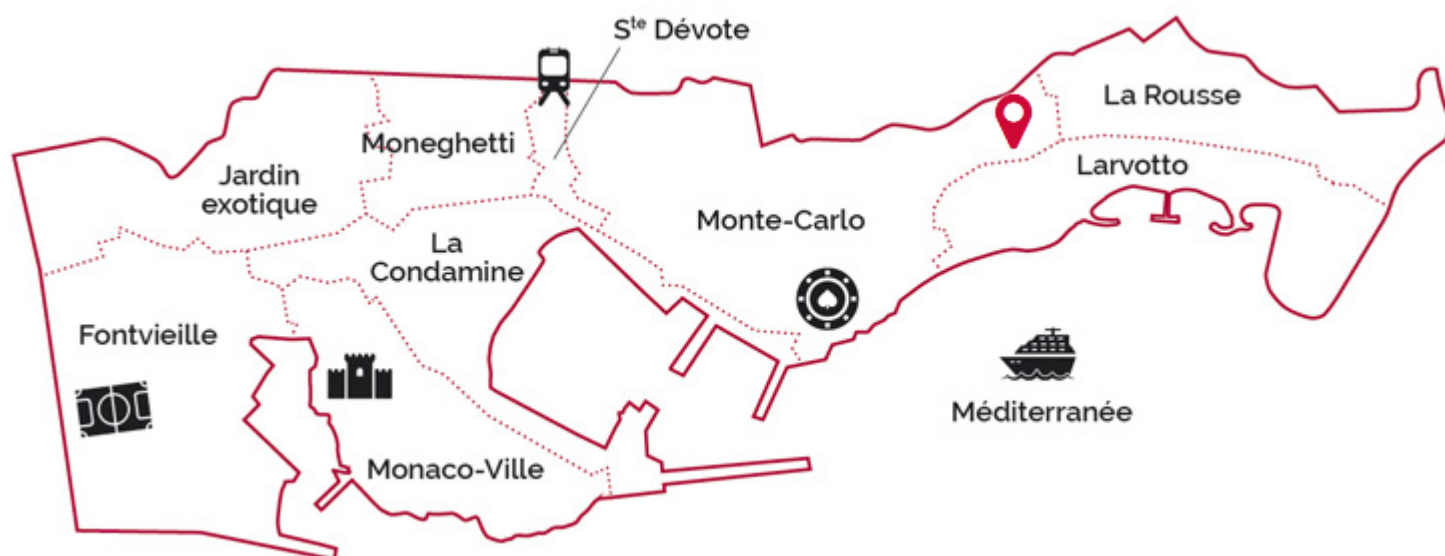 Sᵗᵉ Dévote
La Rousse
Moneghetti
Larvotto
Jardin
exotique
Monte-Carlo
La
Condamine
Fontvieille
Méditerranée
Monaco-Ville